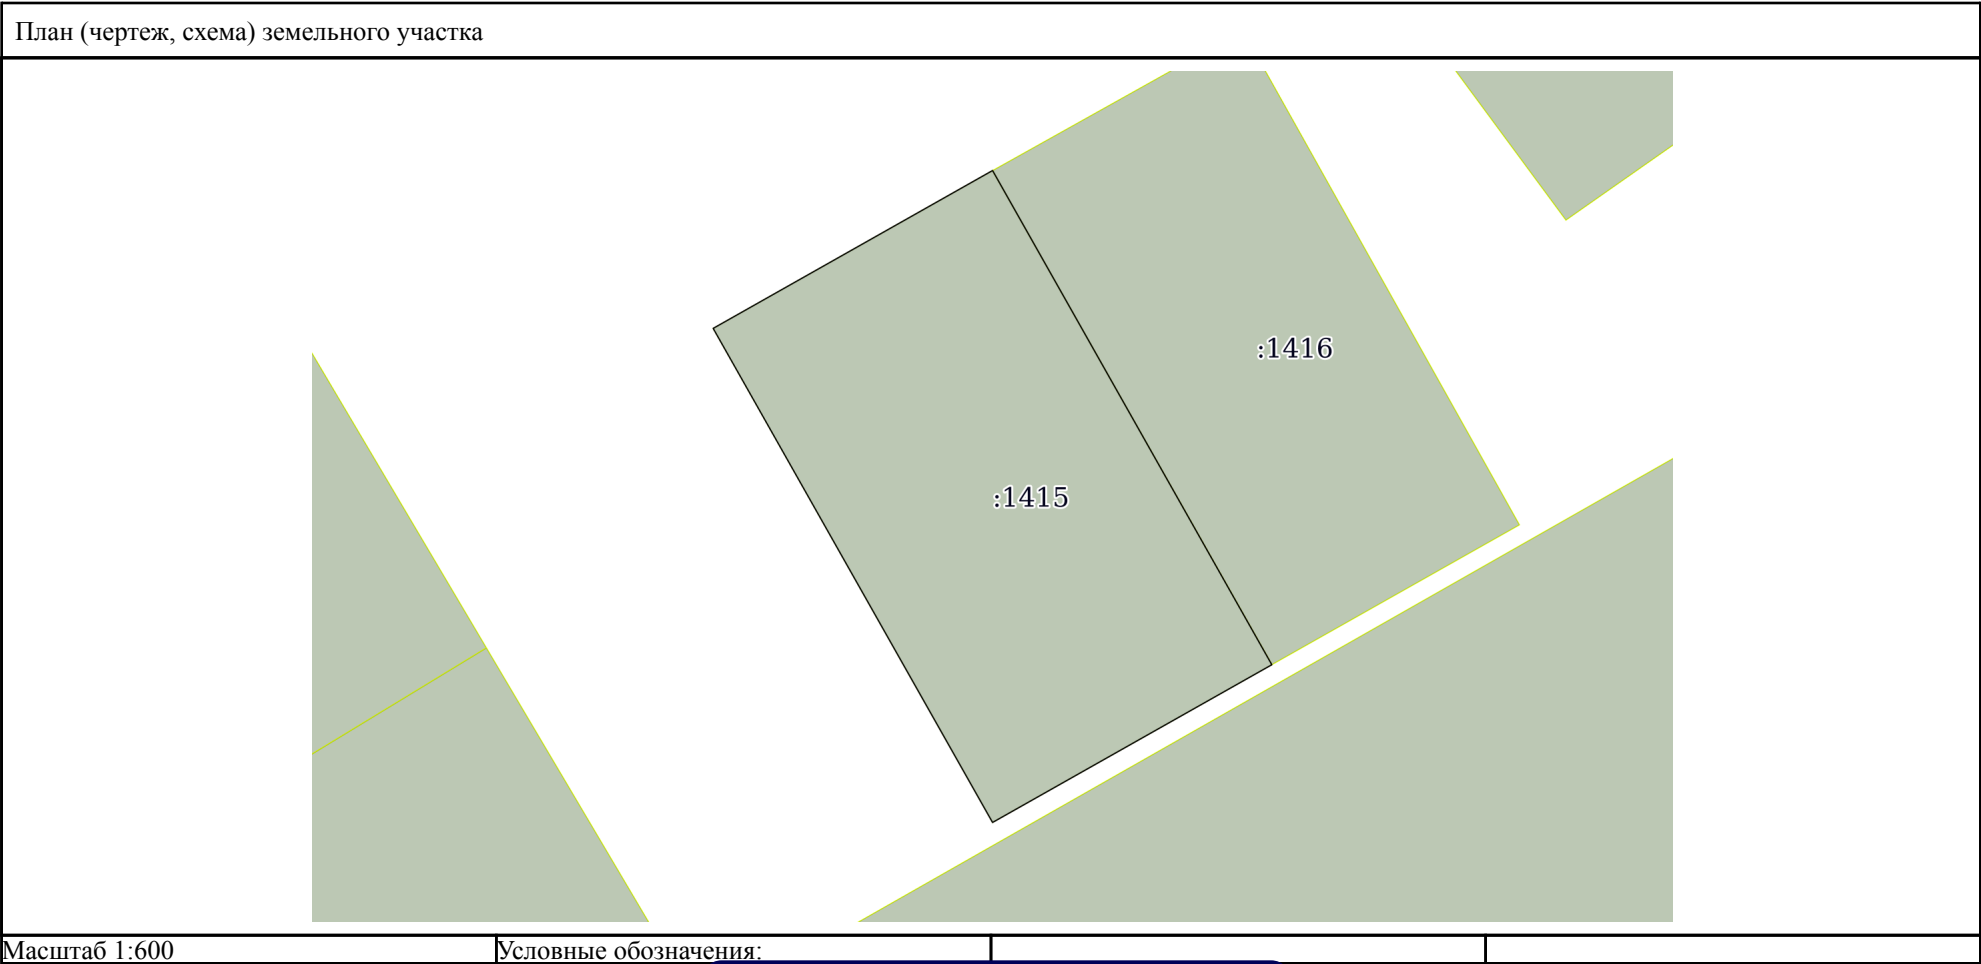 План (чертеж, схема) земельного участка
:1416
:1415
Масштаб 1:600
Условные обозначения: